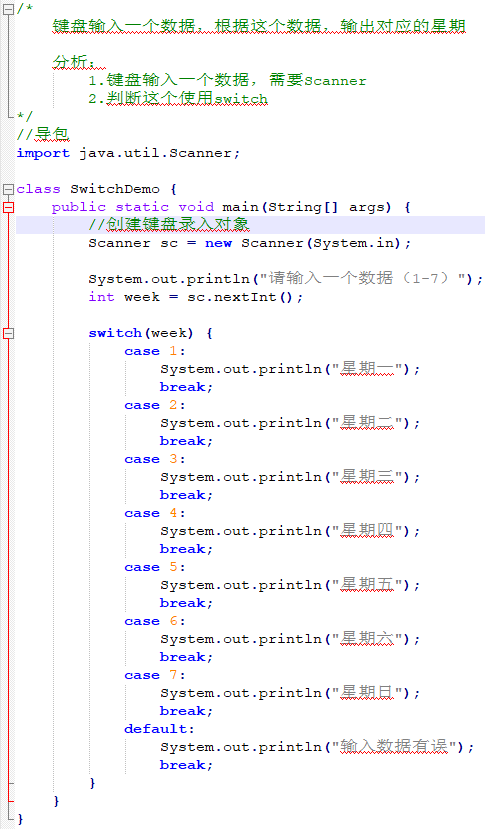 /*
键盘输入一个数据，根据这个数据，输出对应的星期
分析：
1.键盘输入一个数据，需要Scanner
2.判断这个使用switch
*/
//导包
import java.util.Scanner;
class SwitchDemo {
public static void main(String[] args) {
//创建键盘录入对象
Scanner sc = new Scanner(System.in);
System.out.println("请输入一个数据（1-7）");
int week = sc.nextInt();
switch(week) {
case 1:
System.out.println("星期一");
break;
case 2:
System.out.println("星期二");
break;
case 3:
System.out.println("星期三");
break;
case 4:
System.out.println("星期四");
break;
case 5:
System.out.println("星期五");
break;
case 6:
System.out.println("星期六");
break;
case 7:
System.out.println("星期日");
break;
default:
System.out.println("输入数据有误");
break;
}
}
}